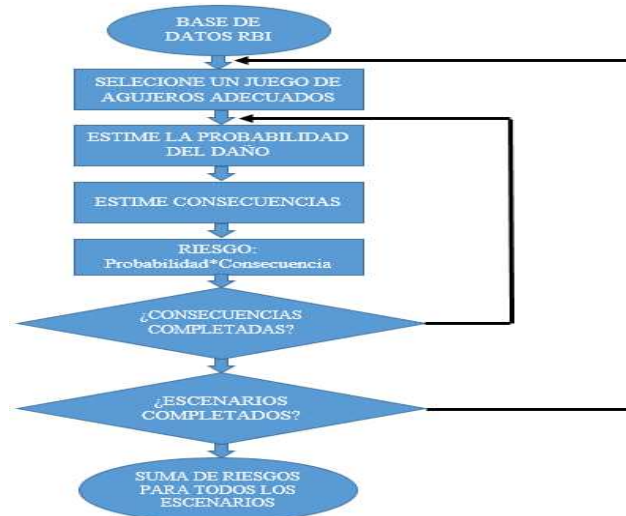 BASE DE
DATOS RBI
SELECIONE UN JUEGO DE
AGUJEROS ADECUADOS
ESTIME LA PROBABILIDAD
DEL DAÑO
ESTIME CONSECUENCIAS
RIESGO:
Probabilidad*Consecuencia
¿CONSECUENCIAS
COMPLETADAS?
¿ESCENARIOS
COMPLETADOS?
SUMA DE RIESGOS
PARA TODOS LOS
ESCENARIOS